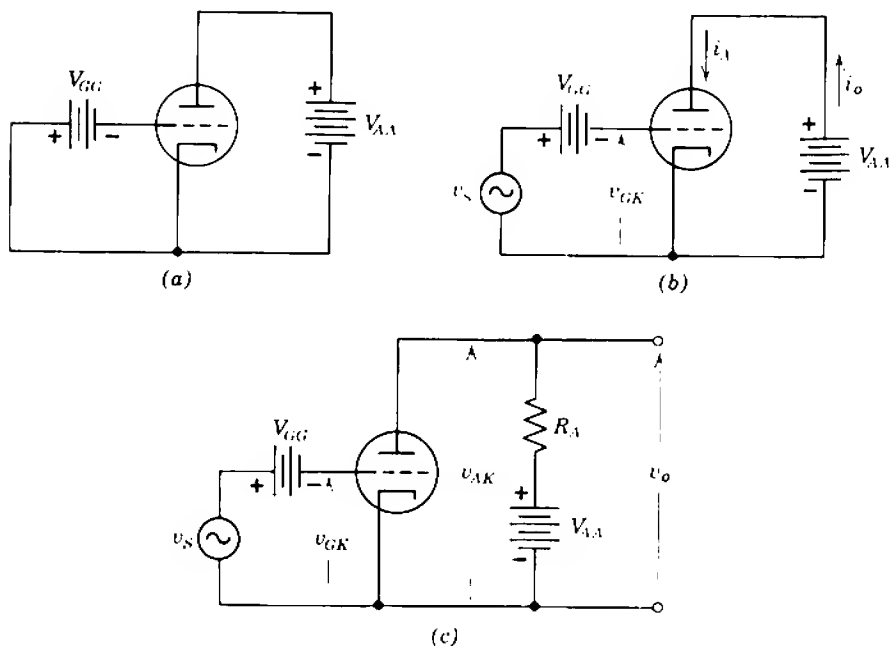 V_GG
+ -
+
-
V_AA
(a)
i_A
i_o
V_GG
+ -
v_S
v_GK
+
-
V_AA
(b)
V_GG
+ -
v_S
v_GK
v_AK
R_A
+
-
V_AA
v_o
(c)